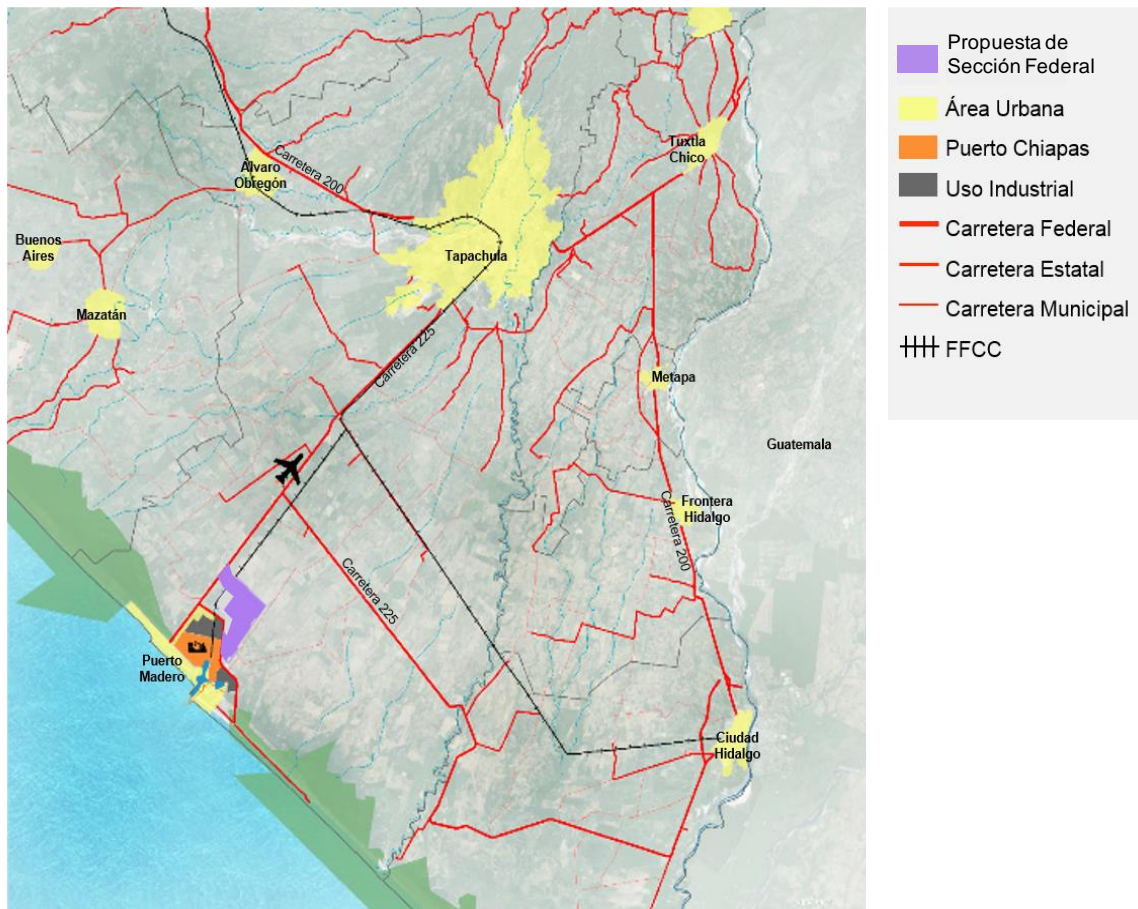 Carretera 200
Tuxtla
Chico
Alvaro
Obregón
Buenos
Aires
Tapachula
Mazatán
Carretera 225
Metapa
Guatemala
Frontera
Hidalgo
Carretera 200
Carretera 225
Puerto
Madero
Ciudad
Hidalgo
Propuesta de
Sección Federal
Área Urbana
Puerto Chiapas
Uso Industrial
Carretera Federal
Carretera Estatal
Carretera Municipal
FFCC